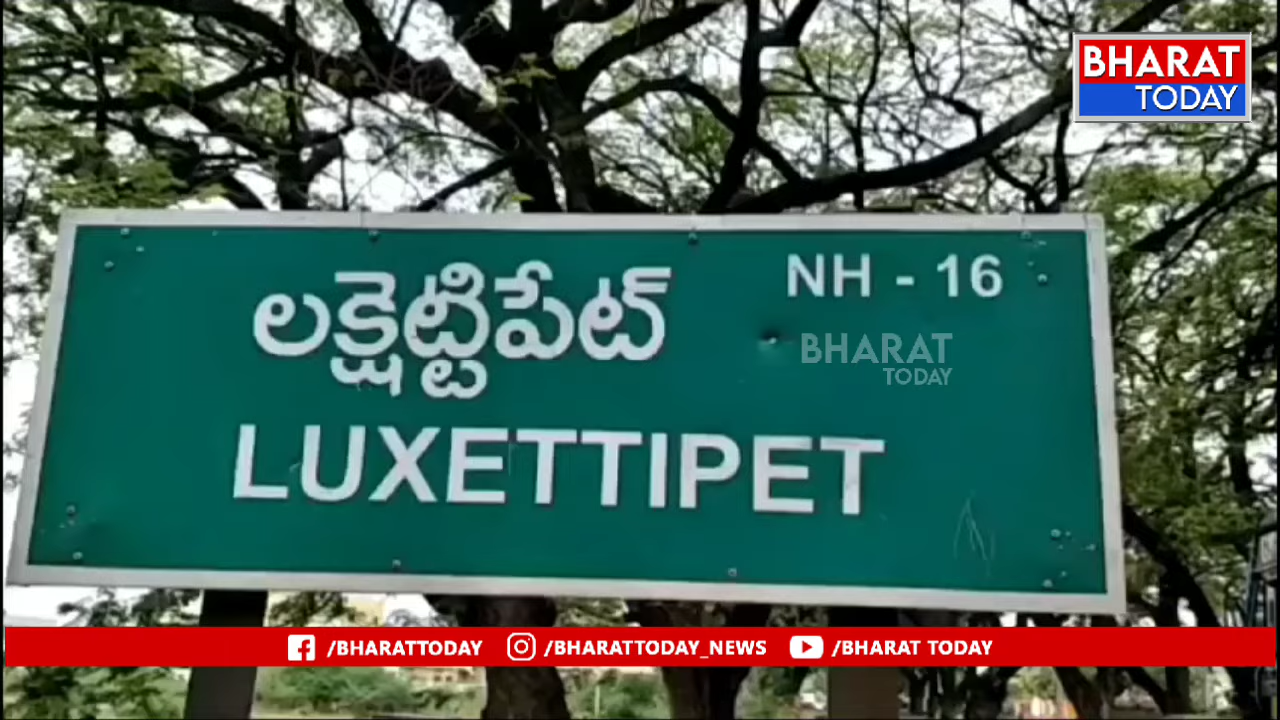 BHARAT
TODAY
లక్షెట్టిపేట్
NH - 16
BHARAT
TODAY
LUXETTIPET
/BHARATTODAY /BHARATTODAY_NEWS /BHARAT TODAY